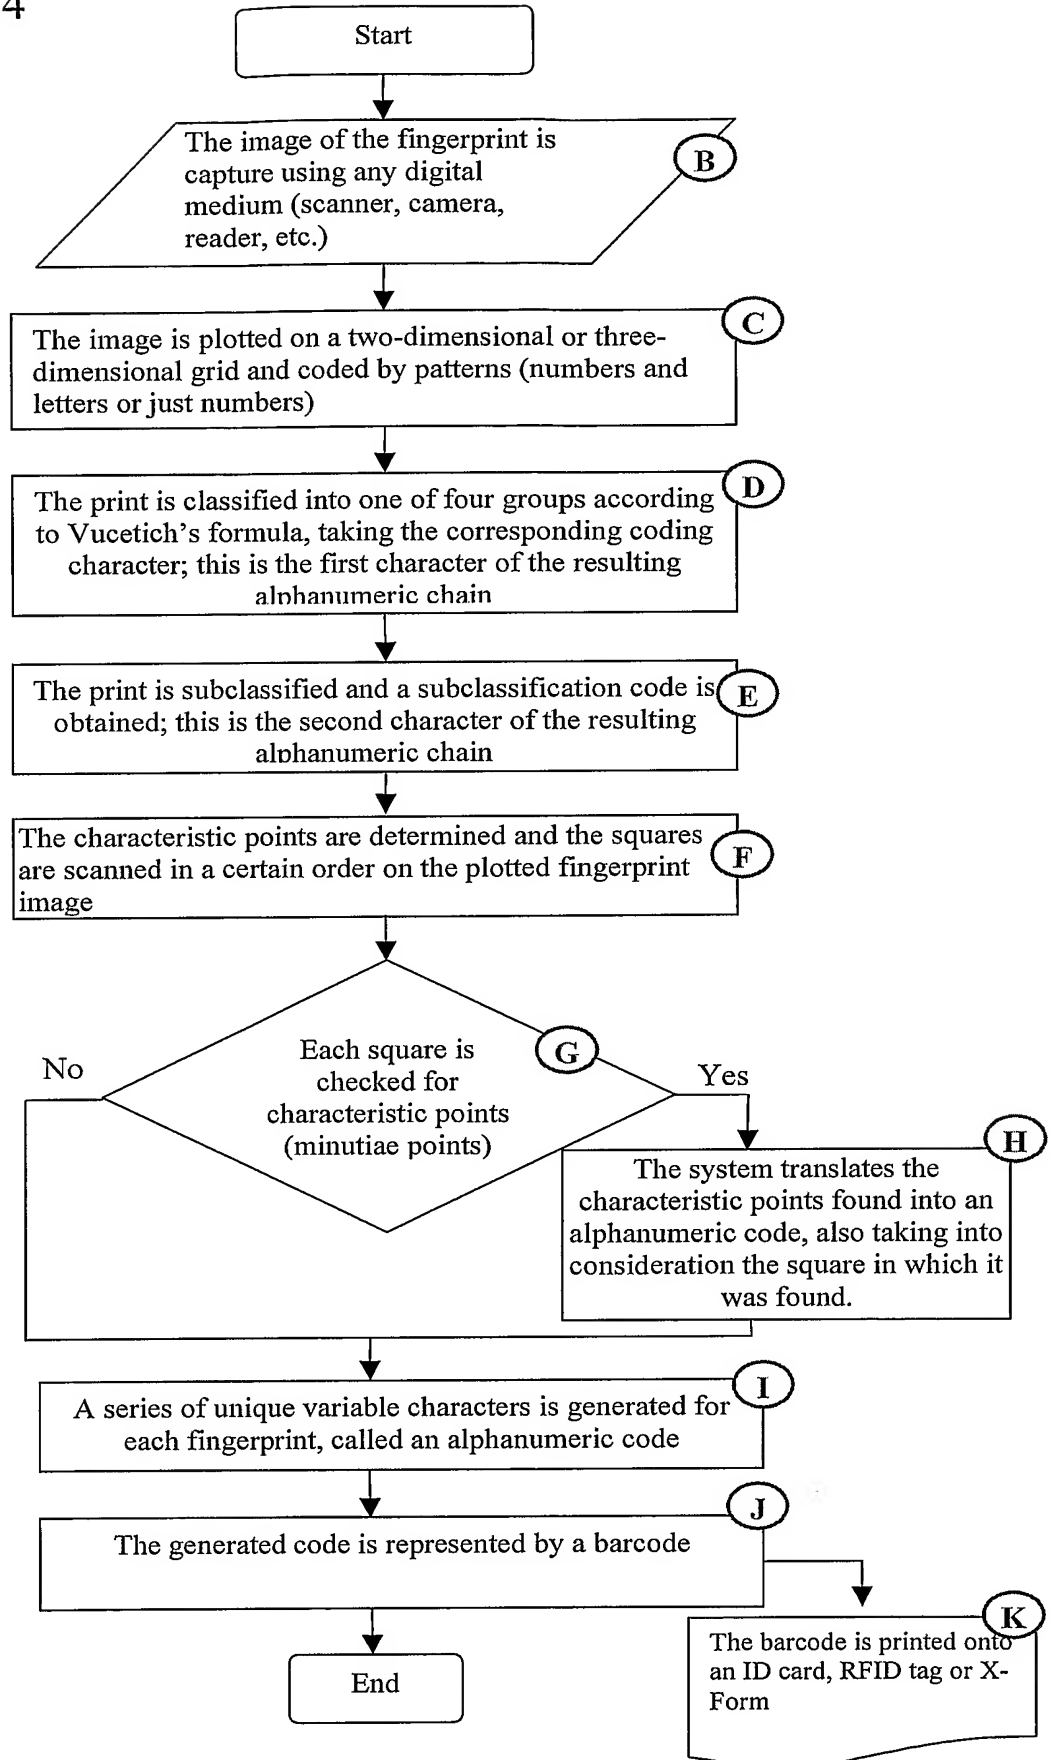 4
Start
The image of the fingerprint is
capture using any digital
medium (scanner, camera,
reader, etc.)
B
The image is plotted on a two-dimensional or three-
dimensional grid and coded by patterns (numbers and
letters or just numbers)
C
The print is classified into one of four groups according
to Vucetich's formula, taking the corresponding coding
character; this is the first character of the resulting
alphanumeric chain
D
The print is subclassified and a subclassification code is
obtained; this is the second character of the resulting
alphanumeric chain
E
The characteristic points are determined and the squares
are scanned in a certain order on the plotted fingerprint
image
F
Each square is
checked for
characteristic points
(minutiae points)
G
No
Yes
H
The system translates the
characteristic points found into an
alphanumeric code, also taking into
consideration the square in which it
was found.
I
A series of unique variable characters is generated for
each fingerprint, called an alphanumeric code
J
The generated code is represented by a barcode
K
The barcode is printed onto
an ID card, RFID tag or X-
Form
End